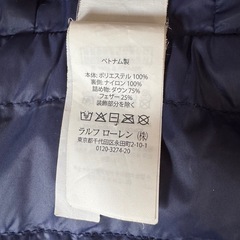 ベトナム製
本体: ポリエステル 100%
裏側: ナイロン 100%
詰め物: ダウン 75%
フェザー 25%
装飾部分を除く
ラルフ ローレン (株)
東京都千代田区永田町2-10-1
0120-3274-20